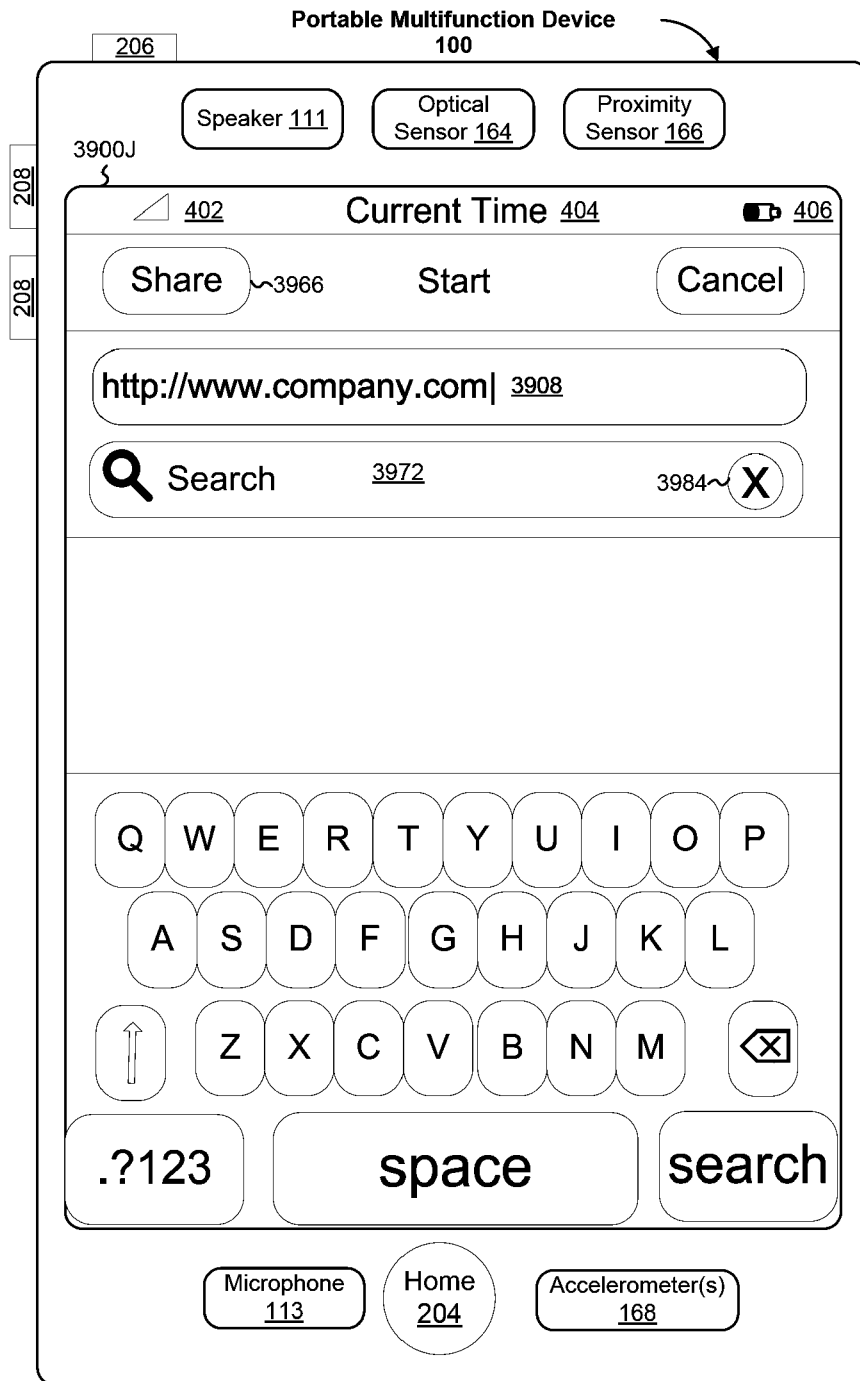 Portable Multifunction Device
100
206
Speaker 111
Optical
Sensor 164
Proximity
Sensor 166
3900J
208
208
402
Current Time 404
406
Share
3966
Start
Cancel
http://www.company.com| 3908
Search
3972
3984
X
Q W E R T Y U I O P
A S D F G H J K L
Z X C V B N M
.?123
space
search
Microphone
113
Home
204
Accelerometer(s)
168